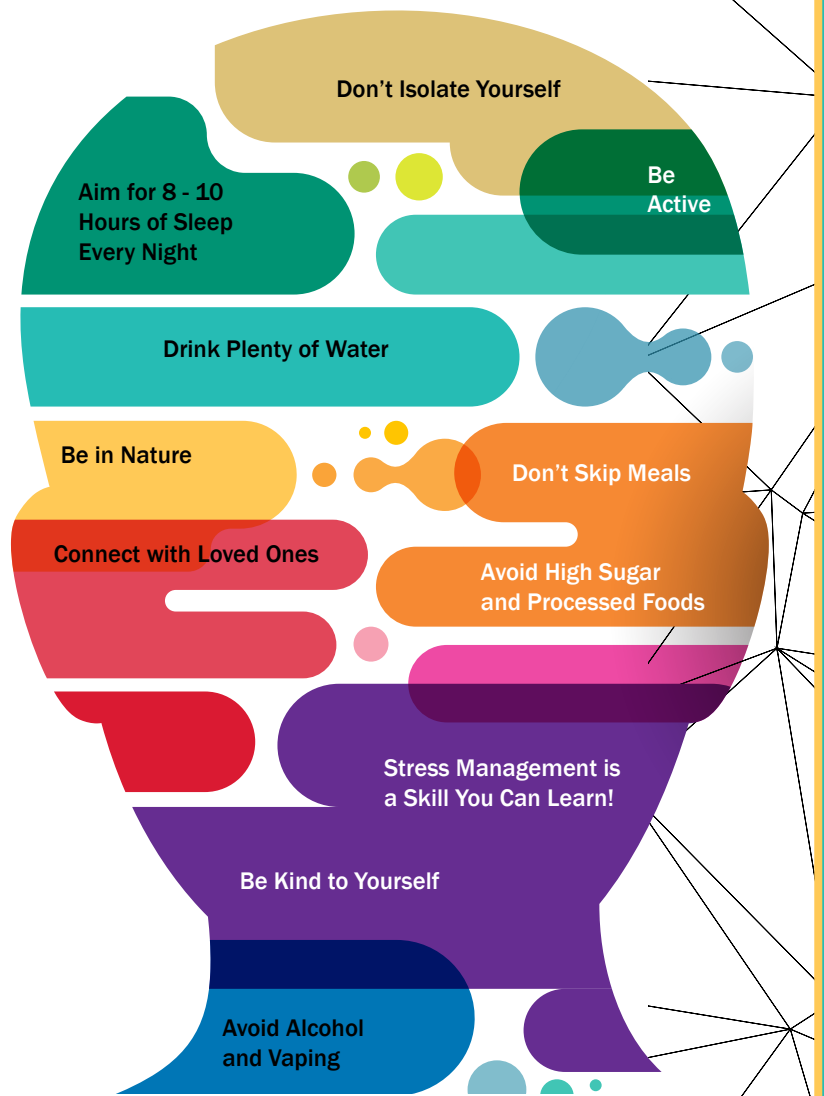 Don’t Isolate Yourself
Be
Active
Aim for 8 - 10
Hours of Sleep
Every Night
Drink Plenty of Water
Be in Nature
Don’t Skip Meals
Connect with Loved Ones
Avoid High Sugar
and Processed Foods
Stress Management is
a Skill You Can Learn!
Be Kind to Yourself
Avoid Alcohol
and Vaping